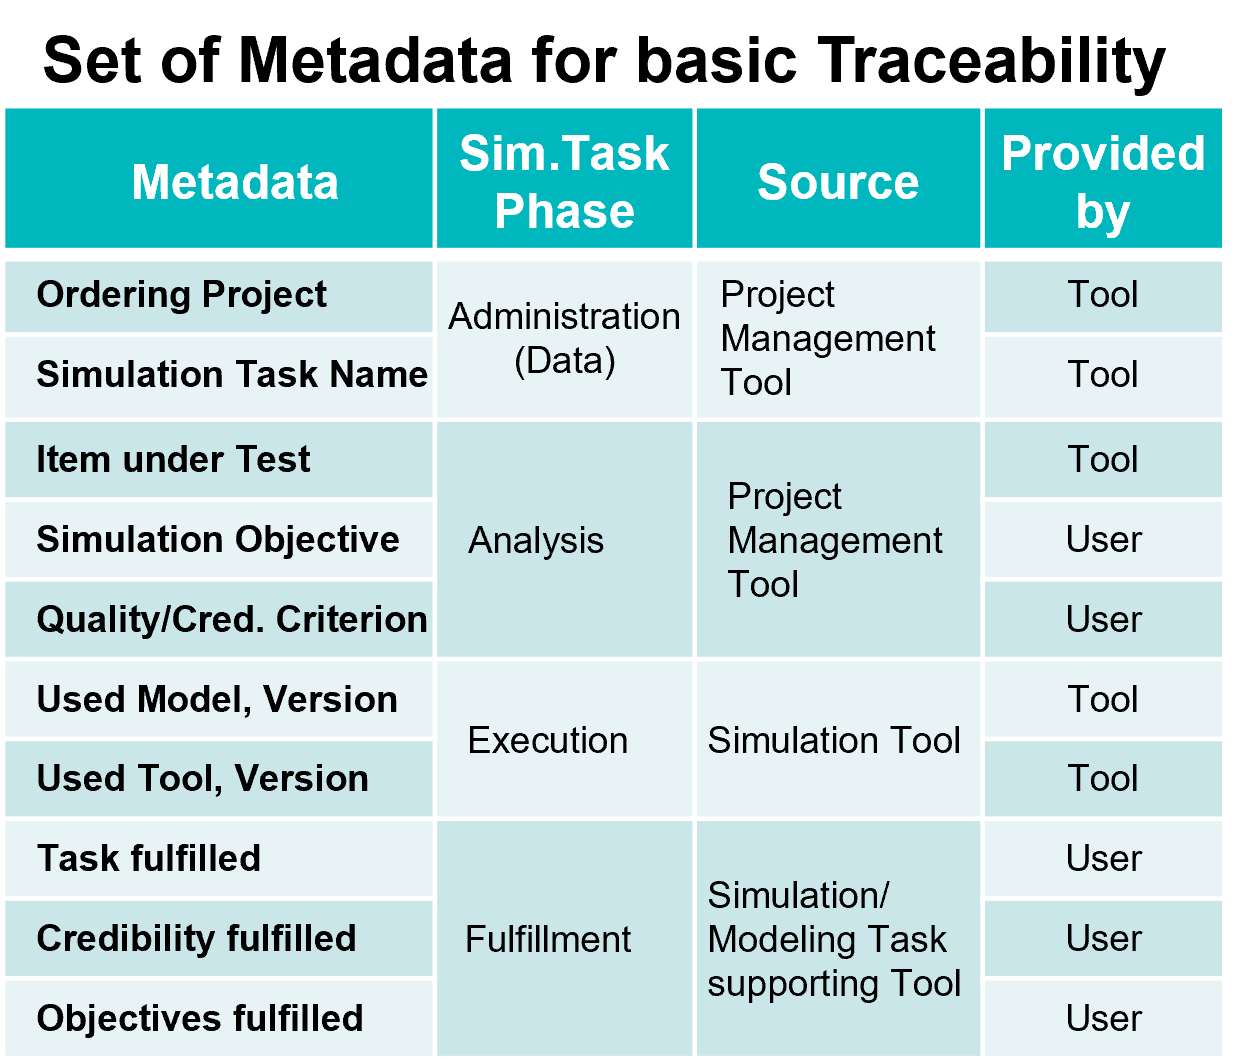 Set of Metadata for basic Traceability
Metadata
Sim.Task
Phase
Source
Provided
by
Ordering Project
Simulation Task Name
Administration
(Data)
Project
Management
Tool
Tool
Tool
Item under Test
Simulation Objective
Quality/Cred. Criterion
Analysis
Project
Management
Tool
Tool
User
User
Used Model, Version
Used Tool, Version
Execution
Simulation Tool
Tool
Tool
Task fulfilled
Credibility fulfilled
Objectives fulfilled
Fulfillment
Simulation/
Modeling Task
supporting Tool
User
User
User